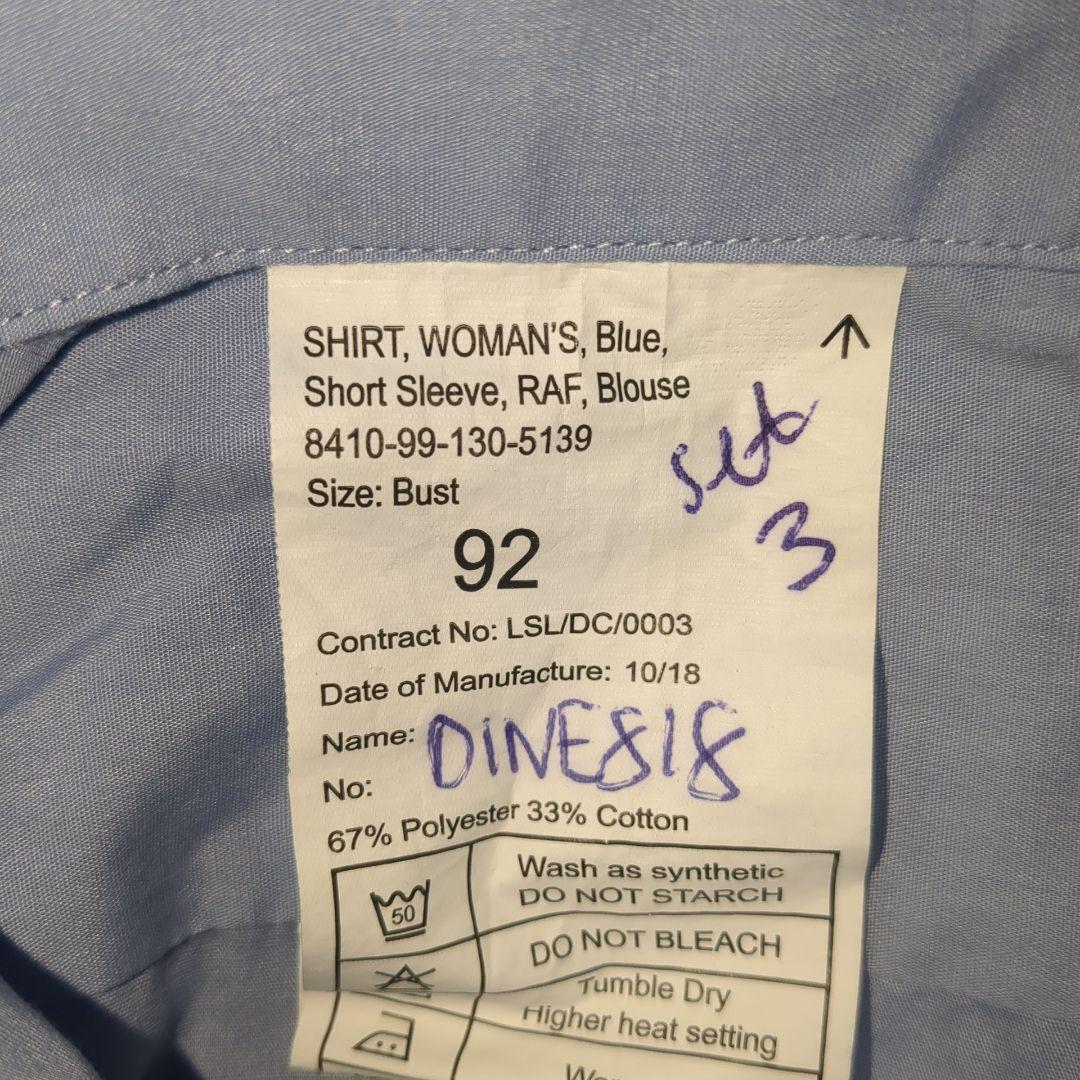 SHIRT, WOMAN'S, Blue,
Short Sleeve, RAF, Blouse
8410-99-130-5139
Size: Bust
92
set
3
Contract No: LSL/DC/0003
Date of Manufacture: 10/18
Name: DINE818
No:
67% Polyester 33% Cotton
50
Wash as synthetic
DO NOT STARCH
DO NOT BLEACH
Tumble Dry
Higher heat setting